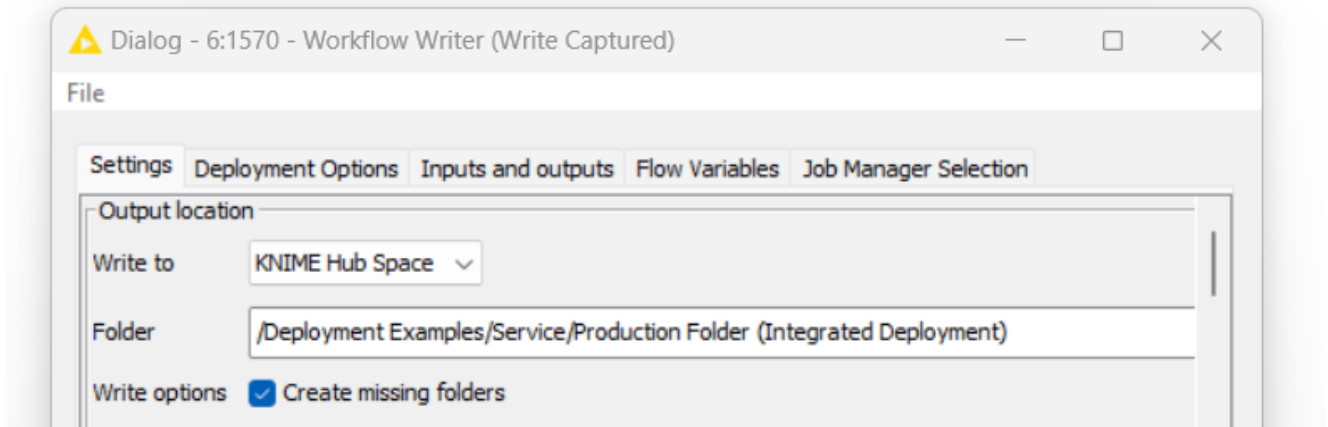 Dialog - 6:1570 - Workflow Writer (Write Captured)
File
Settings Deployment Options Inputs and outputs Flow Variables Job Manager Selection
Output location
Write to KNIME Hub Space
Folder /Deployment Examples/Service/Production Folder (Integrated Deployment)
Write options Create missing folders